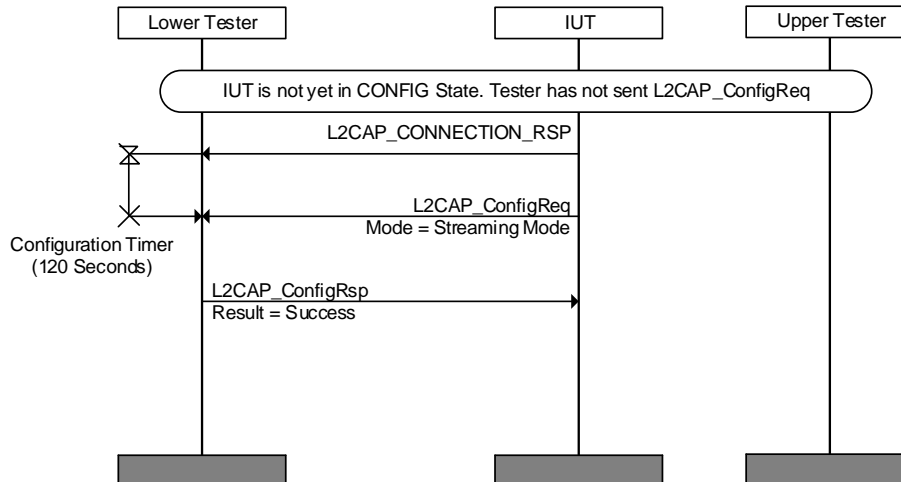 Lower Tester
IUT
Upper Tester
IUT is not yet in CONFIG State. Tester has not sent L2CAP_ConfigReq
L2CAP_CONNECTION_RSP
L2CAP_ConfigReq
Mode = Streaming Mode
Configuration Timer
(120 Seconds)
L2CAP_ConfigRsp
Result = Success